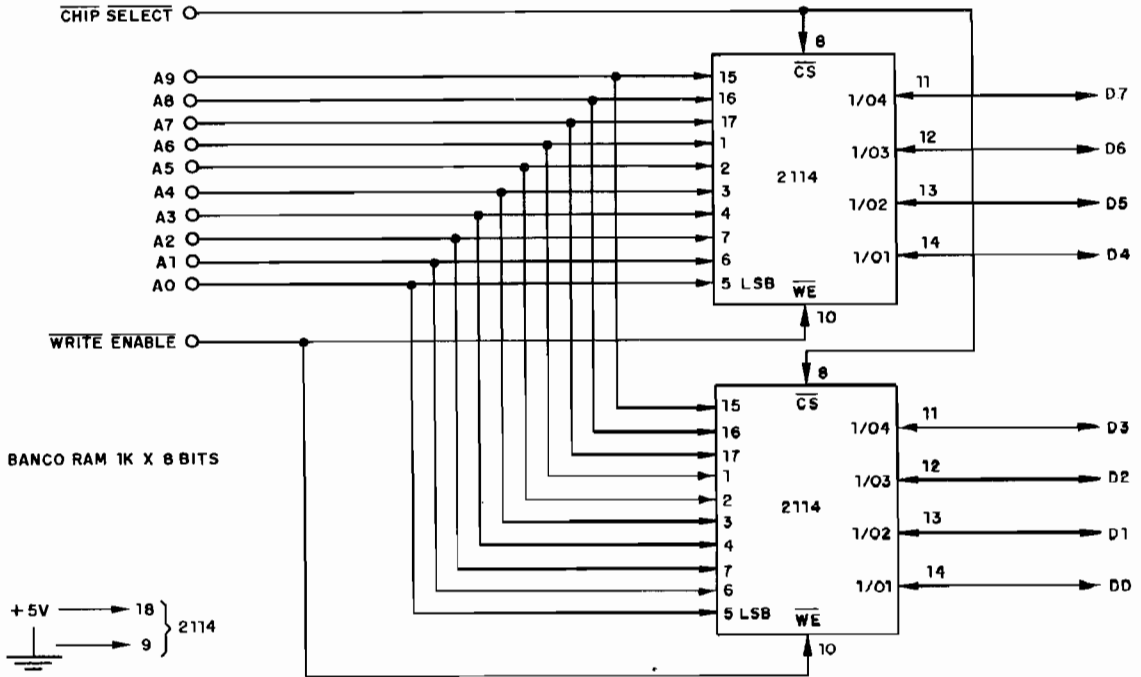 CHIP SELECT
8
CS
A9
15
11
D7
A8
16
1/04
A7
17
A6
1
12
D6
1/03
A5
2
2114
A4
3
13
D5
A3
4
1/02
A2
7
14
D4
A1
6
1/01
A0
5 LSB
WE
10
WRITE ENABLE
8
CS
15
11
D3
1/04
16
BANCO RAM 1K X 8 BITS
17
12
D2
1
1/03
2
2114
3
13
D1
4
1/02
7
14
DD
6
1/01
+5V
18
5 LSB
2114
WE
9
10